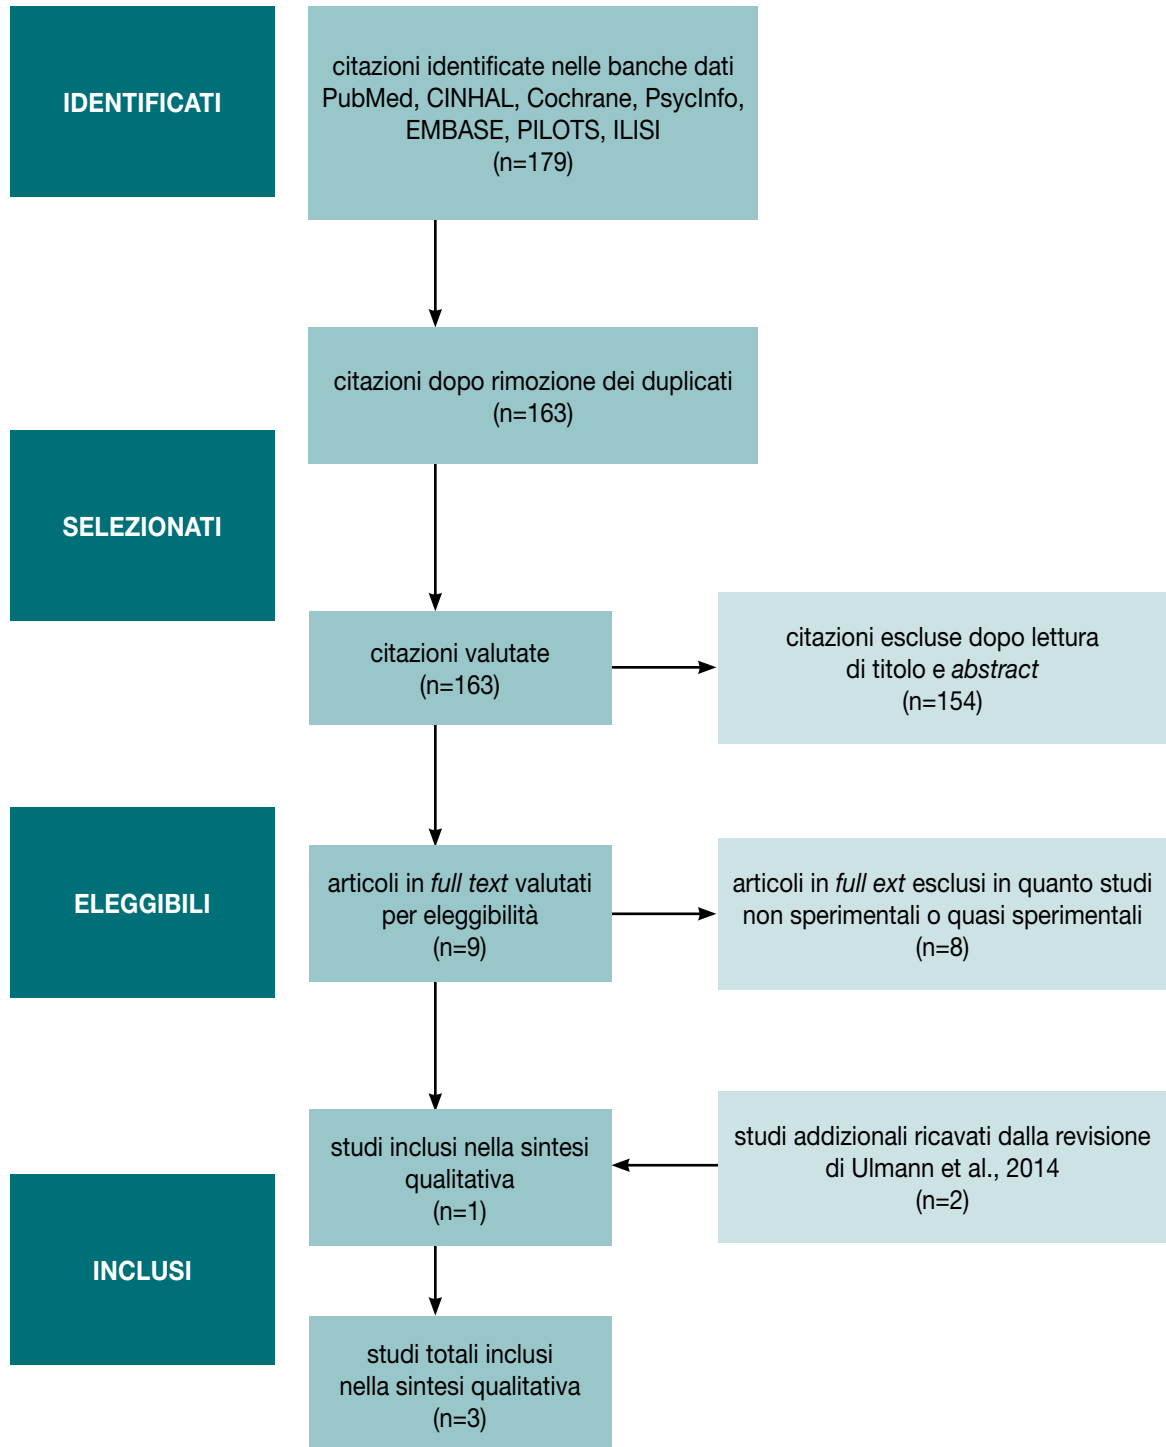 IDENTIFICATI
citazioni identificate nelle banche dati
PubMed, CINHAL, Cochrane, PsycInfo,
EMBASE, PILOTS, ILISI
(n=179)
citazioni dopo rimozione dei duplicati
(n=163)
SELEZIONATI
citazioni valutate
(n=163)
citazioni escluse dopo lettura
di titolo e abstract
(n=154)
ELEGGIBILI
articoli in full text valutati
per eleggibilità
(n=9)
articoli in full ext esclusi in quanto studi
non sperimentali o quasi sperimentali
(n=8)
studi inclusi nella sintesi
qualitativa
(n=1)
studi addizionali ricavati dalla revisione
di Ulmann et al., 2014
(n=2)
INCLUSI
studi totali inclusi
nella sintesi qualitativa
(n=3)